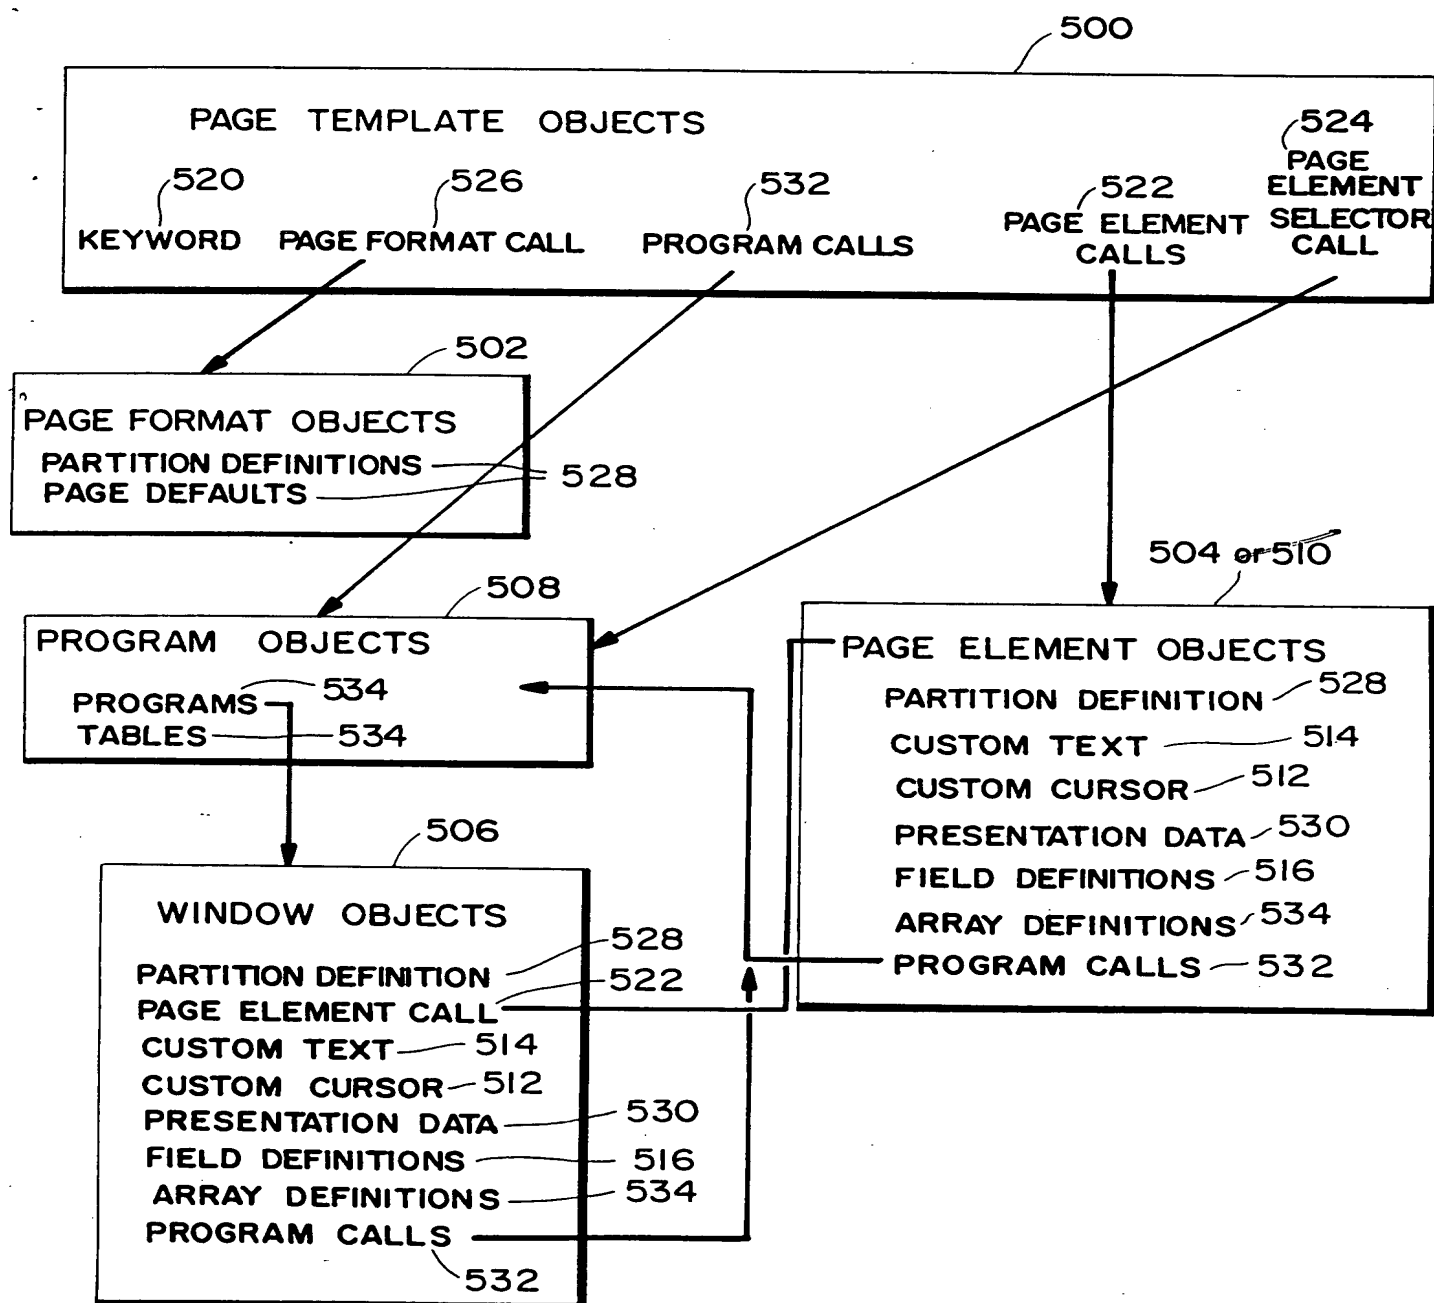 500
PAGE TEMPLATE OBJECTS
520
526
532
522
524
KEYWORD
PAGE FORMAT CALL
PROGRAM CALLS
PAGE ELEMENT
CALLS
PAGE
ELEMENT
SELECTOR
CALL
502
PAGE FORMAT OBJECTS
PARTITION DEFINITIONS
PAGE DEFAULTS
528
508
PROGRAM OBJECTS
PROGRAMS 534
TABLES 534
504 or 510
PAGE ELEMENT OBJECTS
PARTITION DEFINITION 528
CUSTOM TEXT 514
CUSTOM CURSOR 512
PRESENTATION DATA 530
FIELD DEFINITIONS 516
ARRAY DEFINITIONS 534
PROGRAM CALLS 532
506
WINDOW OBJECTS
PARTITION DEFINITION 528
PAGE ELEMENT CALL 522
CUSTOM TEXT 514
CUSTOM CURSOR 512
PRESENTATION DATA 530
FIELD DEFINITIONS 516
ARRAY DEFINITIONS 534
PROGRAM CALLS
532